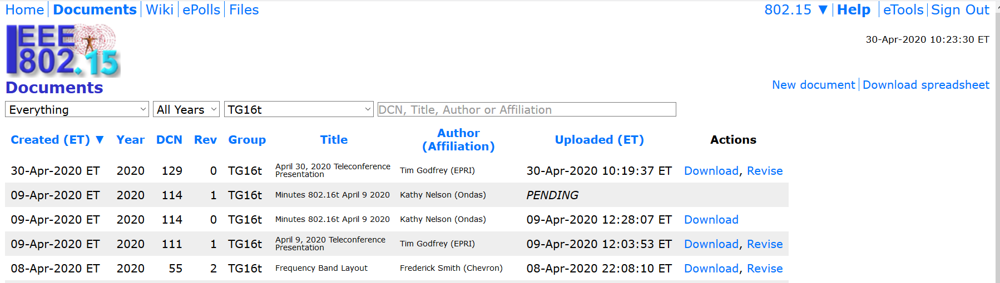 Home Documents Wiki ePolls Files 802.15 ▼ Help eTools Sign Out
IEEE
802.15
30-Apr-2020 10:23:30 ET
Documents New document Download spreadsheet
Everything All Years TG16t DCN, Title, Author or Affiliation
Created (ET) ▼ Year DCN Rev Group Title Author (Affiliation) Uploaded (ET) Actions
30-Apr-2020 ET 2020 129 0 TG16t April 30, 2020 Teleconference Presentation Tim Godfrey (EPRI) 30-Apr-2020 10:19:37 ET Download, Revise
09-Apr-2020 ET 2020 114 1 TG16t Minutes 802.16t April 9 2020 Kathy Nelson (Ondas) PENDING
09-Apr-2020 ET 2020 114 0 TG16t Minutes 802.16t April 9 2020 Kathy Nelson (Ondas) 09-Apr-2020 12:28:07 ET Download
09-Apr-2020 ET 2020 111 1 TG16t April 9, 2020 Teleconference Presentation Tim Godfrey (EPRI) 09-Apr-2020 12:03:53 ET Download, Revise
08-Apr-2020 ET 2020 55 2 TG16t Frequency Band Layout Frederick Smith (Chevron) 08-Apr-2020 22:08:10 ET Download, Revise